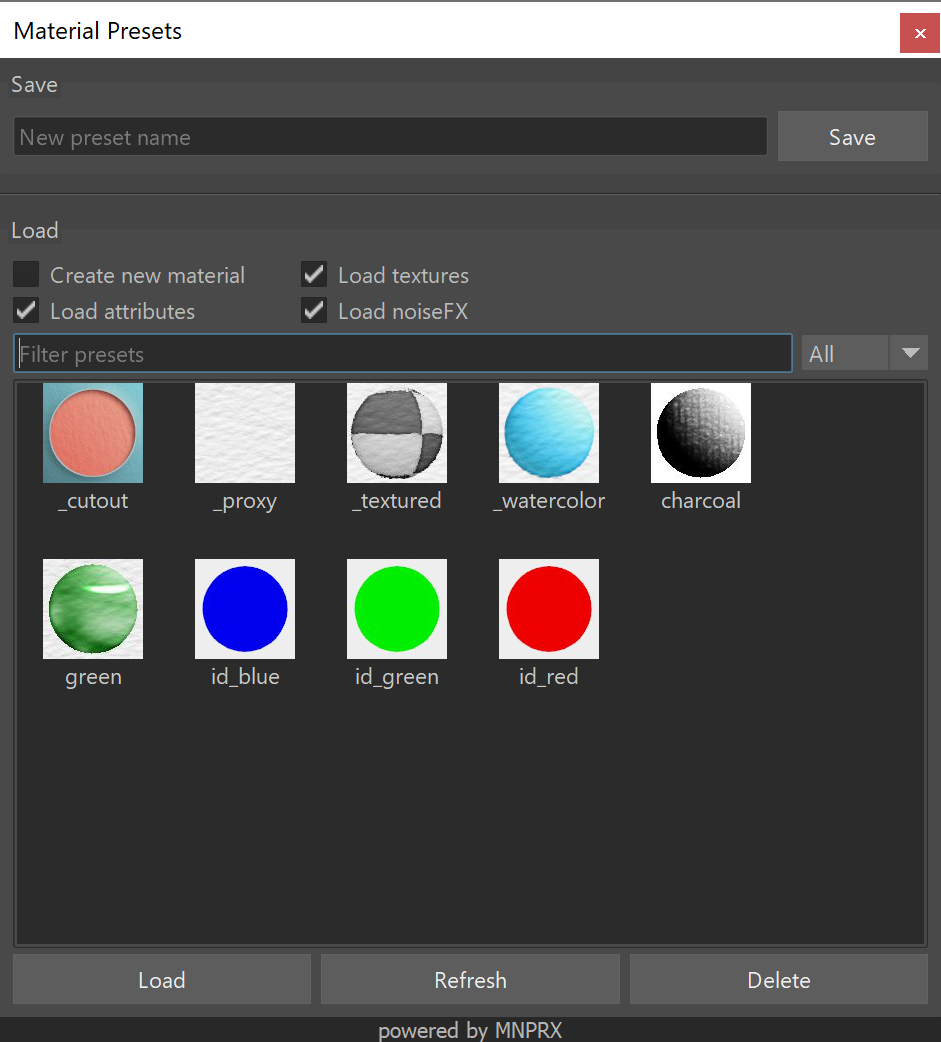 Material Presets
Save
New preset name
Save
Load
Create new material
Load textures
Load attributes
Load noiseFX
Filter presets
All
_cutout
_proxy
_textured
_watercolor
charcoal
green
id_blue
id_green
id_red
Load
Refresh
Delete
powered by MNPRX